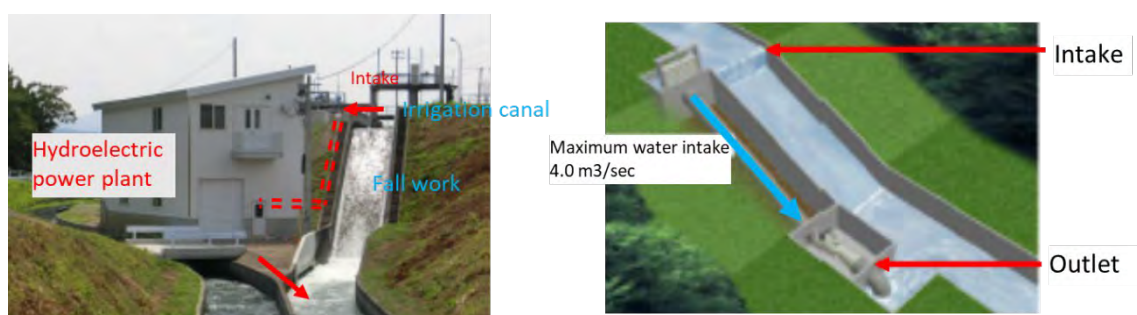 Intake
Irrigation canal
Hydroelectric
power plant
Fall work
Intake
Maximum water intake
4.0 m3/sec
Outlet